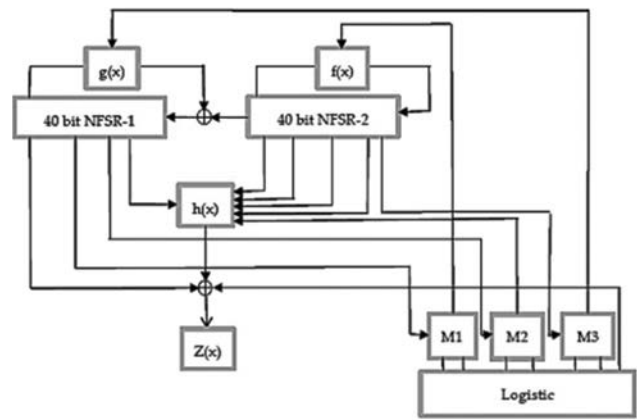 g(x)
f(x)
40 bit NFSR-1
40 bit NFSR-2
h(x)
M1
M2
M3
Z(x)
Logistic